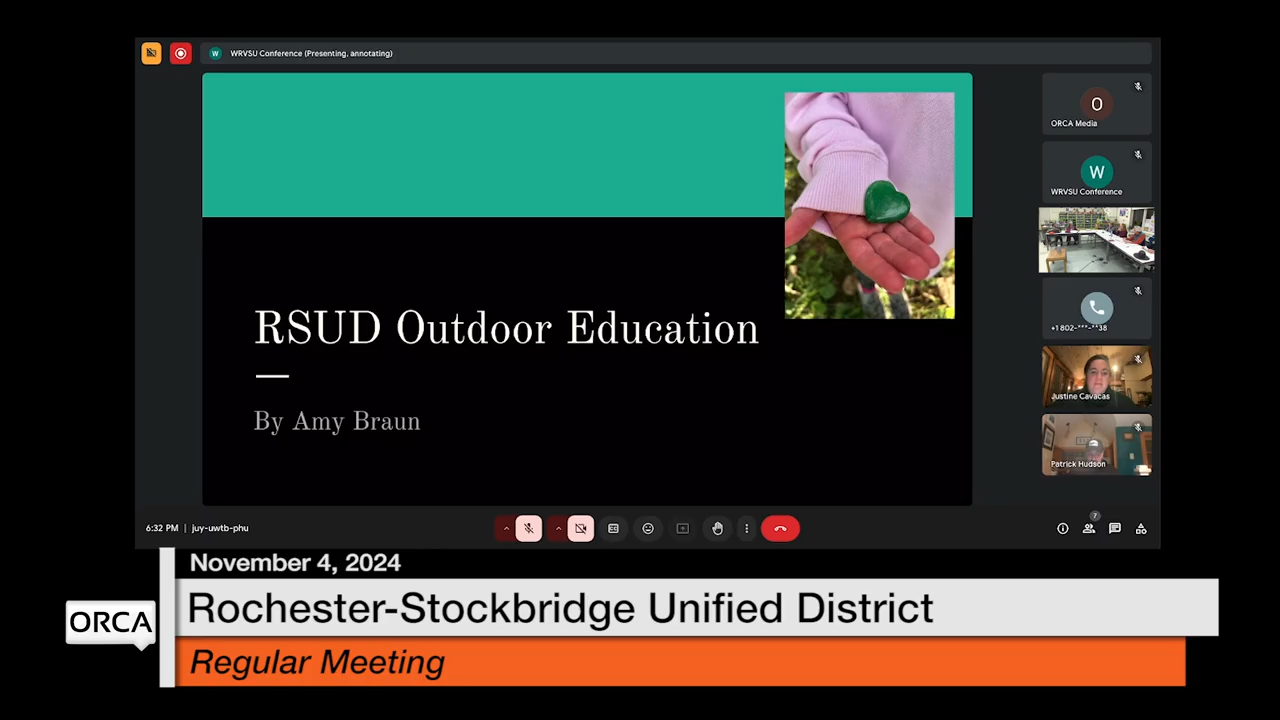 W WRVSU Conference (Presenting, annotating)
O
ORCA Media
W
WRVSU Conference
RSUD Outdoor Education
By Amy Braun
+1 802-***-**38
Justine Cavacas
Patrick Hudson
6:32 PM | juy-uwtb-phu
7
November 4, 2024
ORCA
Rochester-Stockbridge Unified District
Regular Meeting